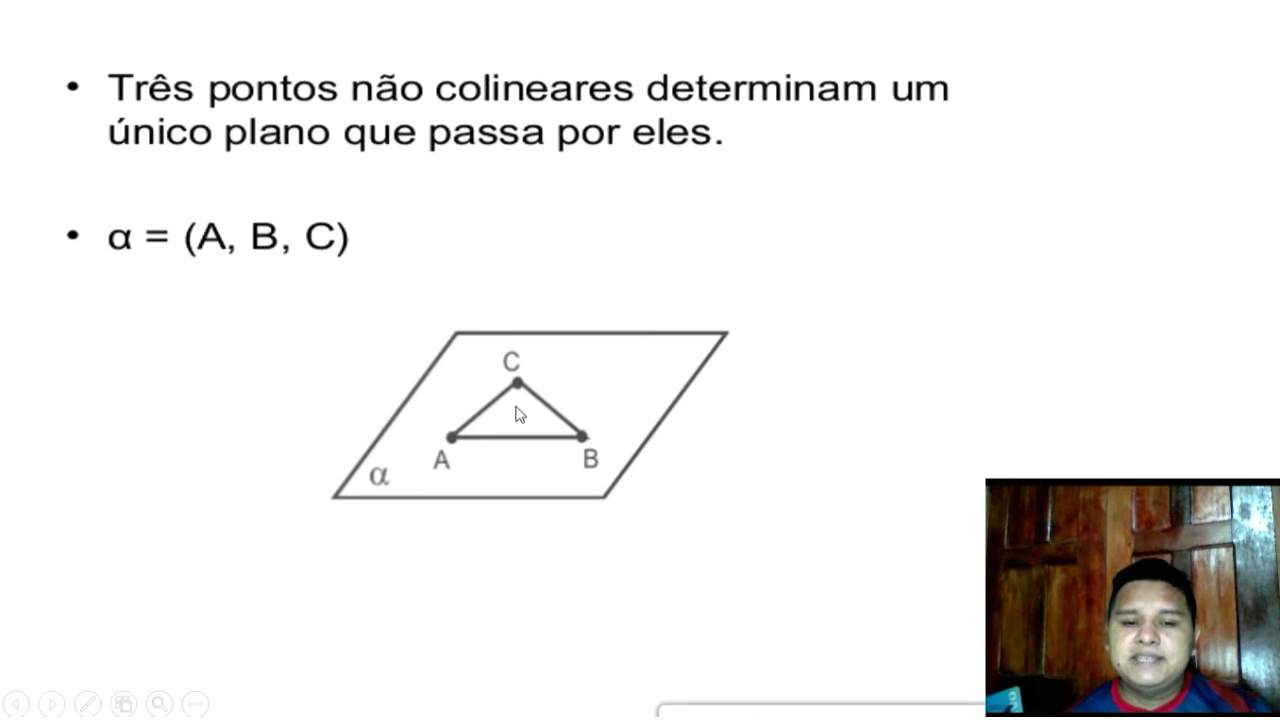 • Três pontos não colineares determinam um
único plano que passa por eles.
• α = (A, B, C)
C
A
B
α